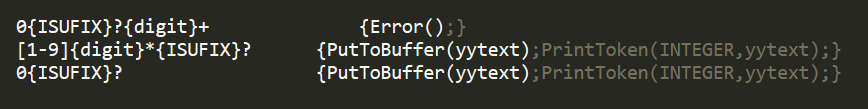 0{ISUFIX}?{digit}+ {Error();}
[1-9]{digit}*{ISUFIX}? {PutToBuffer(yytext);PrintToken(INTEGER,yytext);}
0{ISUFIX}? {PutToBuffer(yytext);PrintToken(INTEGER,yytext);}